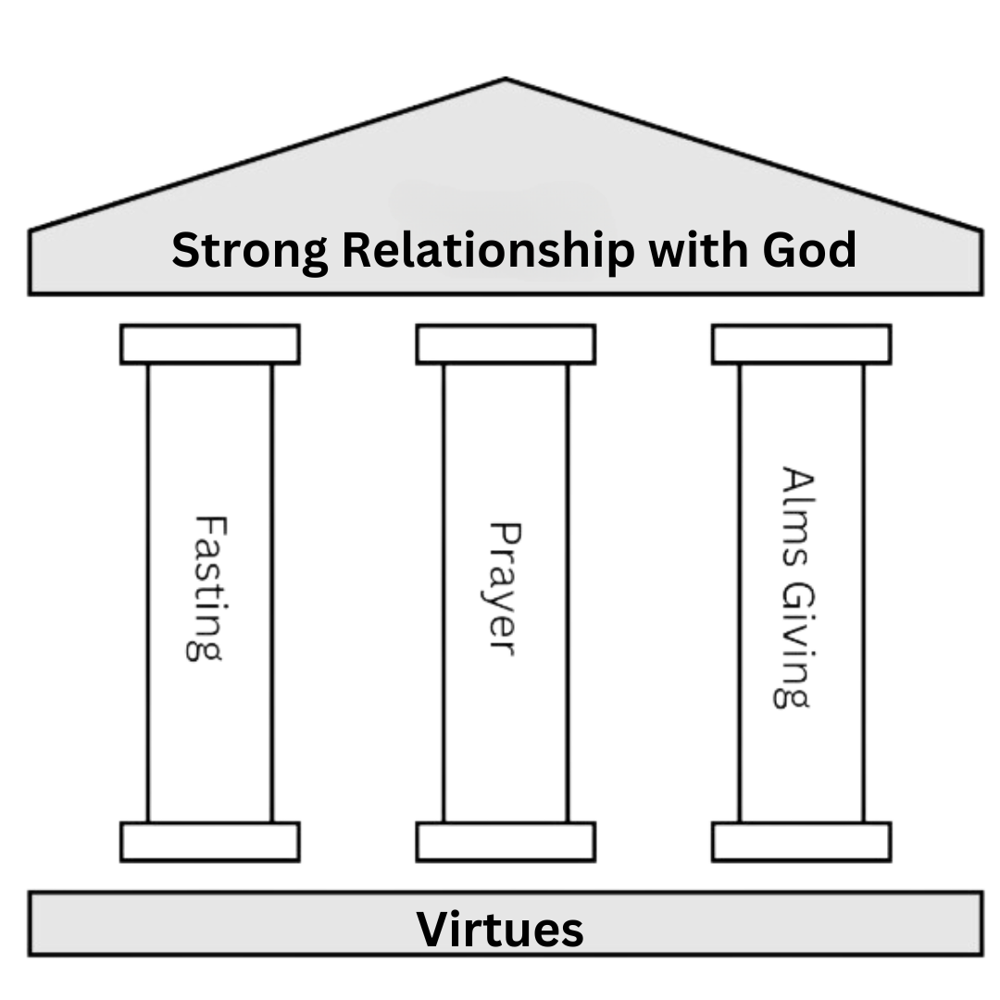 Strong Relationship with God
Fasting
Prayer
Alms Giving
Virtues